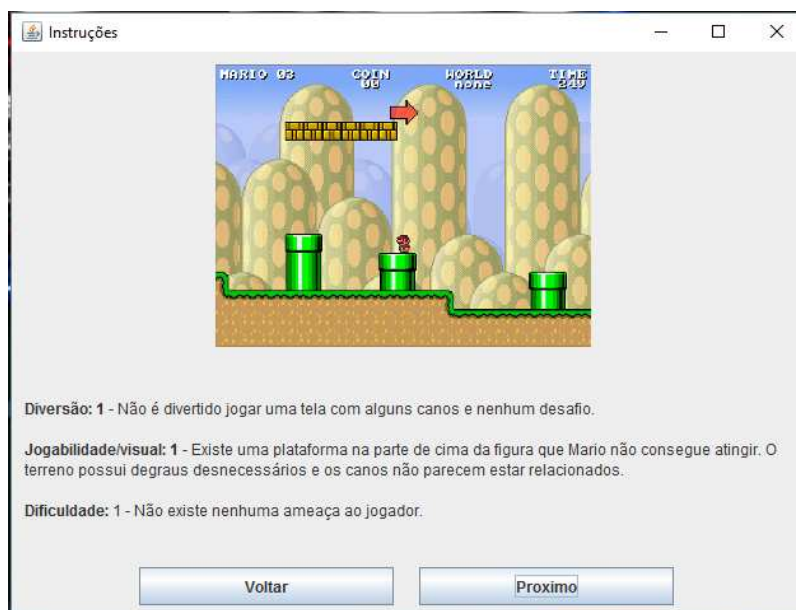 Instruções
MARIO 03 COIN WORLD TIME
00 none 249
Diversão: 1 - Não é divertido jogar uma tela com alguns canos e nenhum desafio.
Jogabilidade/visual: 1 - Existe uma plataforma na parte de cima da figura que Mario não consegue atingir. O
terreno possui degraus desnecessários e os canos não parecem estar relacionados.
Dificuldade: 1 - Não existe nenhuma ameaça ao jogador.
Voltar Proximo